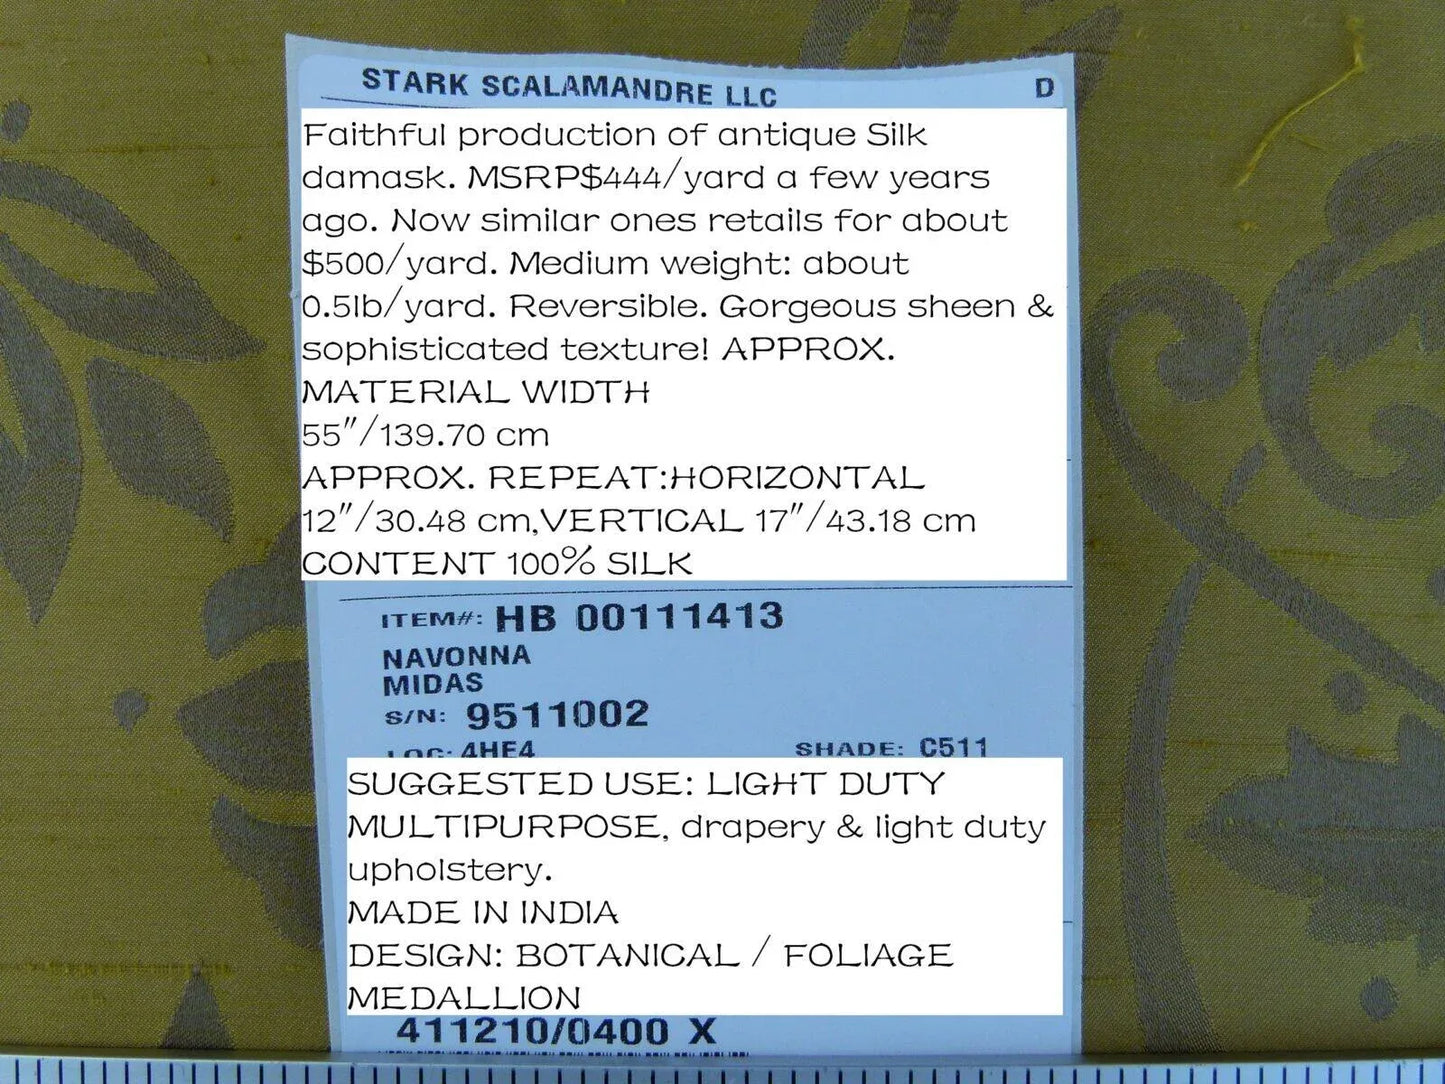 STARK SCALAMANDRE LLC D
Faithful production of antique Silk
damask. MSRP$444/yard a few years
ago. Now similar ones retails for about
$500/yard. Medium weight: about
0.5lb/yard. Reversible. Gorgeous sheen &
sophisticated texture! APPROX.
MATERIAL WIDTH
55"/139.70 cm
APPROX. REPEAT:HORIZONTAL
12"/30.48 cm,VERTICAL 17"/43.18 cm
CONTENT 100% SILK
ITEM#: HB 00111413
NAVONNA
MIDAS
S/N: 9511002
LOC: 4HE4 SHADE: C511
SUGGESTED USE: LIGHT DUTY
MULTIPURPOSE, drapery & light duty
upholstery.
MADE IN INDIA
DESIGN: BOTANICAL / FOLIAGE
MEDALLION
411210/0400 X